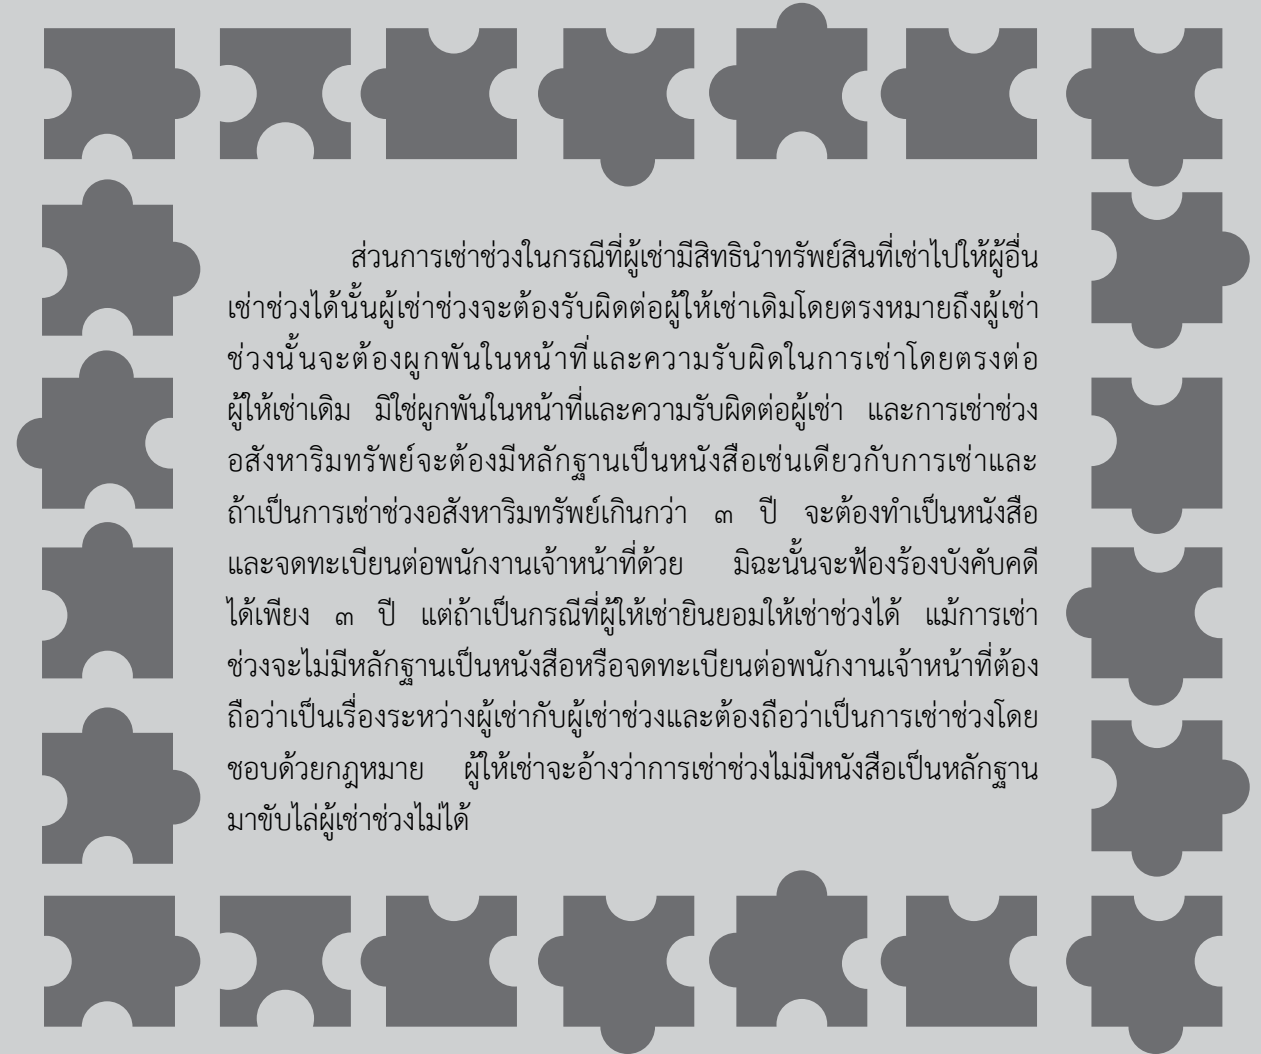 ส่วนการเช่าช่วงในกรณีที่ผู้เช่ามีสิทธินำทรัพย์สินที่เช่าไปให้ผู้อื่น
เช่าช่วงได้นั้นผู้เช่าช่วงจะต้องรับผิดต่อผู้ให้เช่าเดิมโดยตรงหมายถึงผู้เช่า
ช่วงนั้นจะต้องผูกพันในหน้าที่และความรับผิดในการเช่าโดยตรงต่อ
ผู้ให้เช่าเดิม มิใช่ผูกพันในหน้าที่และความรับผิดต่อผู้เช่า และการเช่าช่วง
อสังหาริมทรัพย์จะต้องมีหลักฐานเป็นหนังสือเช่นเดียวกับการเช่าและ
ถ้าเป็นการเช่าช่วงอสังหาริมทรัพย์เกินกว่า ๓ ปี จะต้องทำเป็นหนังสือ
และจดทะเบียนต่อพนักงานเจ้าหน้าที่ด้วย มิฉะนั้นจะฟ้องร้องบังคับคดี
ได้เพียง ๓ ปี แต่ถ้าเป็นกรณีที่ผู้ให้เช่ายินยอมให้เช่าช่วงได้ แม้การเช่า
ช่วงจะไม่มีหลักฐานเป็นหนังสือหรือจดทะเบียนต่อพนักงานเจ้าหน้าที่ต้อง
ถือว่าเป็นเรื่องระหว่างผู้เช่ากับผู้เช่าช่วงและต้องถือว่าเป็นการเช่าช่วงโดย
ชอบด้วยกฎหมาย ผู้ให้เช่าจะอ้างว่าการเช่าช่วงไม่มีหนังสือเป็นหลักฐาน
มาขับไล่ผู้เช่าช่วงไม่ได้